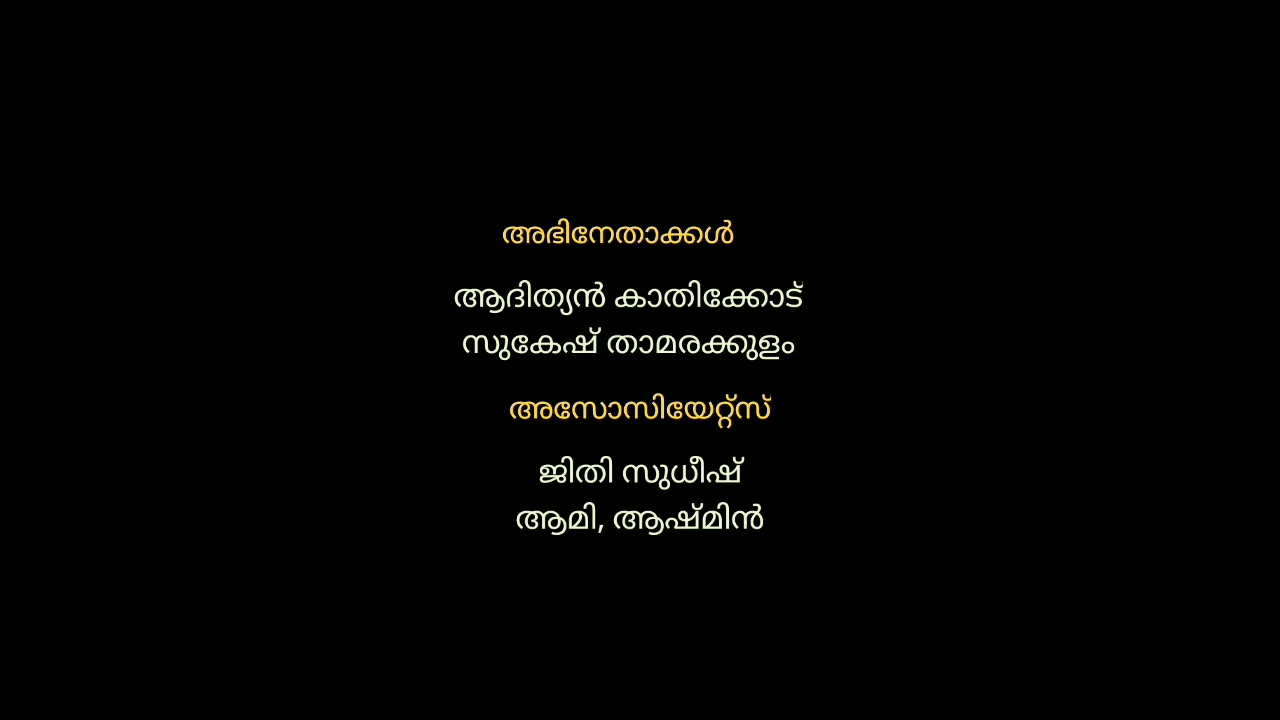 അഭിനേതാക്കൾ
ആദിത്യൻ കാതിക്കോട്
സുകേഷ് താമരക്കുളം
അസോസിയേറ്റ്സ്
ജിതി സുധീഷ്
ആമി, ആഷ്മിൻ